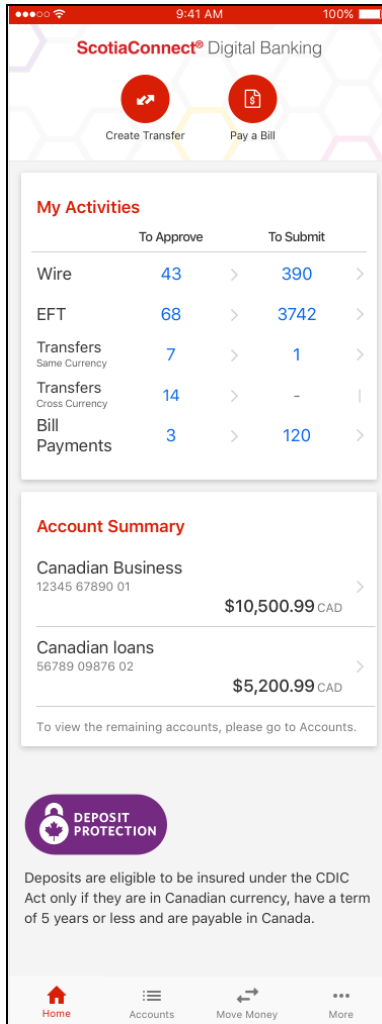 9:41 AM 100%
ScotiaConnect® Digital Banking
Create Transfer Pay a Bill
My Activities
To Approve To Submit
Wire 43 390
EFT 68 3742
Transfers
Same Currency 7 1
Transfers
Cross Currency 14 -
Bill
Payments 3 120
Account Summary
Canadian Business
12345 67890 01
$10,500.99 CAD
Canadian loans
56789 09876 02
$5,200.99 CAD
To view the remaining accounts, please go to Accounts.
DEPOSIT
PROTECTION
Deposits are eligible to be insured under the CDIC
Act only if they are in Canadian currency, have a term
of 5 years or less and are payable in Canada.
Home Accounts Move Money More